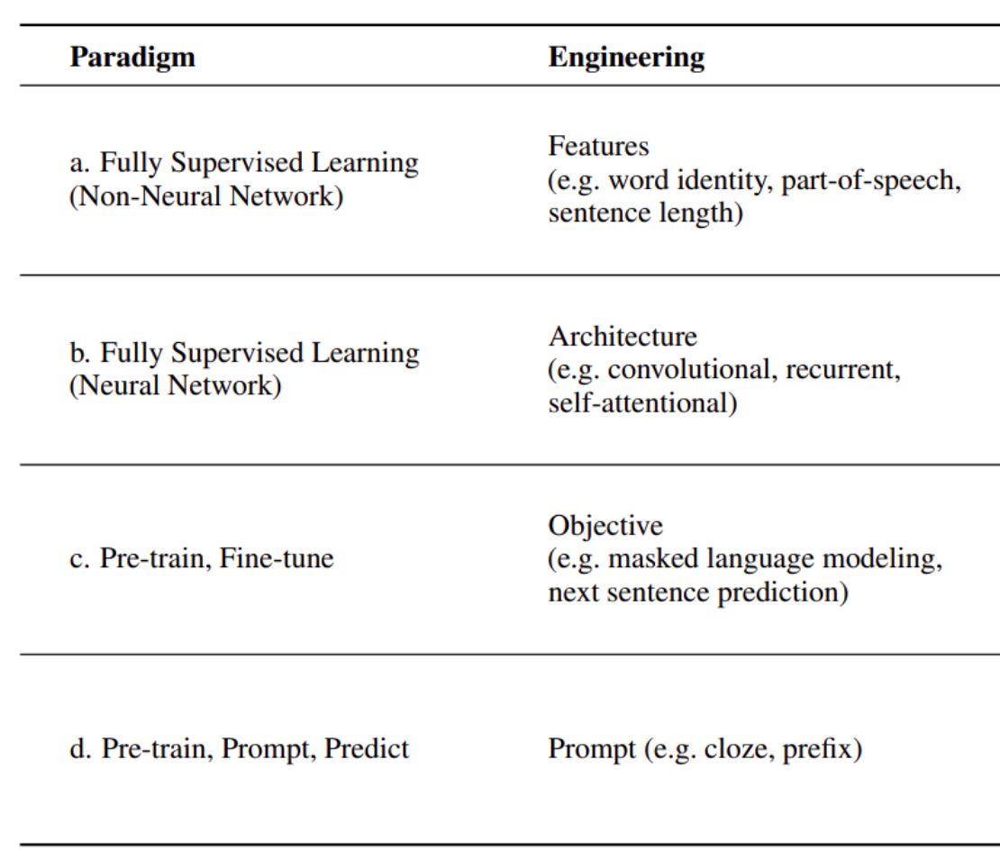 Paradigm
Engineering
a. Fully Supervised Learning
(Non-Neural Network)
Features
(e.g. word identity, part-of-speech,
sentence length)
b. Fully Supervised Learning
(Neural Network)
Architecture
(e.g. convolutional, recurrent,
self-attentional)
c. Pre-train, Fine-tune
Objective
(e.g. masked language modeling,
next sentence prediction)
d. Pre-train, Prompt, Predict
Prompt (e.g. cloze, prefix)